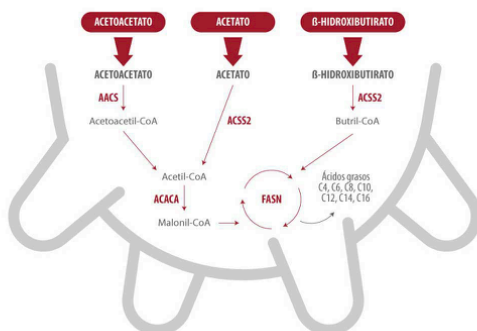 ACETOACETATO
ACETATO
ß-HIDROXIBUTIRATO
ACETOACETATO
ACETATO
ß-HIDROXIBUTIRATO
AACS
ACSS2
Acetoacetil-CoA
ACSS2
Butril-CoA
Acetil-CoA
ACACA
FASN
Ácidos grasos
C4, C6, C8, C10,
C12, C14, C16
Malonil-CoA